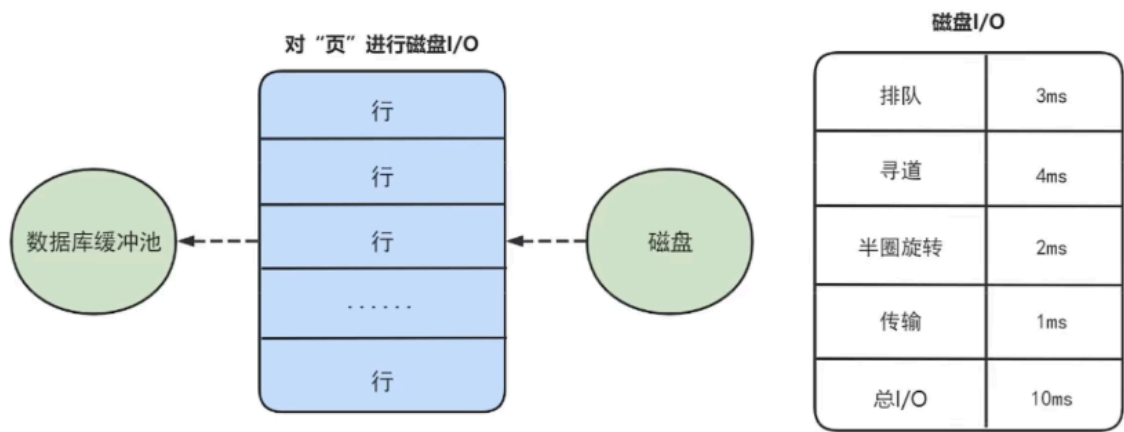 对“页”进行磁盘I/O
行
行
行
......
行
数据库缓冲池
磁盘
磁盘I/O
排队 3ms
寻道 4ms
半圈旋转 2ms
传输 1ms
总I/O 10ms